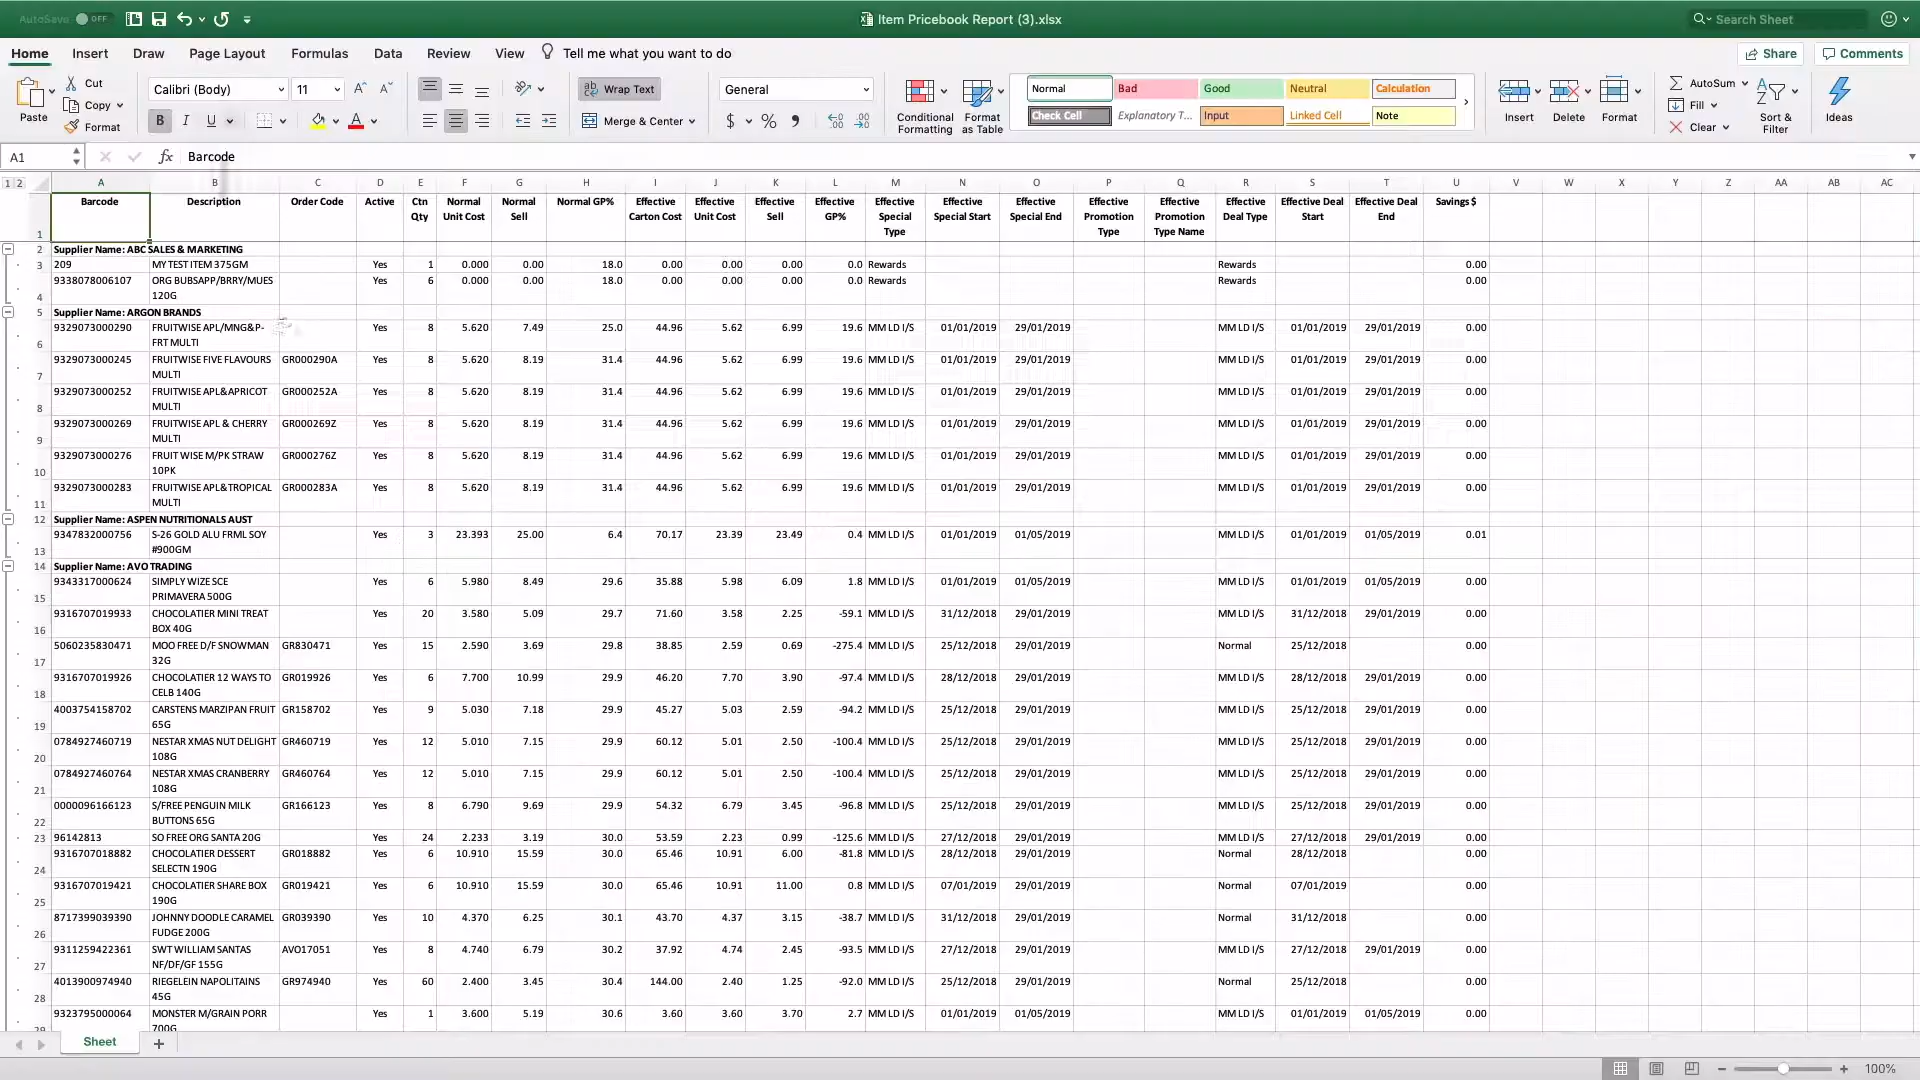 AutoSave OFF Item Pricebook Report (3).xlsx Search Sheet
Home Insert Draw Page Layout Formulas Data Review View Tell me what you want to do Share Comments
Paste Cut Copy Format
Calibri (Body) 11
B I U
Wrap Text
Merge & Center
General
$ % ,
Conditional Formatting
Format as Table
Normal Bad Good Neutral Calculation
Check Cell Explanatory T... Input Linked Cell Note
Insert Delete Format
AutoSum
Fill
Clear
Sort & Filter
Ideas
A1 fx Barcode
1 2 A B C D E F G H I J K L M N O P Q R S T U V W X Y Z AA AB AC
1 Barcode Description Order Code Active Ctn Qty Normal Unit Cost Normal Sell Normal GP% Effective Carton Cost Effective Unit Cost Effective Sell Effective GP% Effective Special Type Effective Special Start Effective Special End Effective Promotion Type Effective Promotion Type Name Effective Deal Type Effective Deal Start Effective Deal End Savings $
2 Supplier Name: ABC SALES & MARKETING
3 209 MY TEST ITEM 375GM Yes 1 0.000 0.00 18.0 0.00 0.00 0.00 0.0 Rewards Rewards 0.00
4 9338078006107 ORG BUBSAPP/BRRY/MUES 120G Yes 6 0.000 0.00 18.0 0.00 0.00 0.00 0.0 Rewards Rewards 0.00
5 Supplier Name: ARGON BRANDS
6 9329073000290 FRUITWISE APL/MNG&P-FRT MULTI Yes 8 5.620 7.49 25.0 44.96 5.62 6.99 19.6 MM LD I/S 01/01/2019 29/01/2019 MM LD I/S 01/01/2019 29/01/2019 0.00
7 9329073000245 FRUITWISE FIVE FLAVOURS MULTI GR000290A Yes 8 5.620 8.19 31.4 44.96 5.62 6.99 19.6 MM LD I/S 01/01/2019 29/01/2019 MM LD I/S 01/01/2019 29/01/2019 0.00
8 9329073000252 FRUITWISE APL&APRICOT MULTI GR000252A Yes 8 5.620 8.19 31.4 44.96 5.62 6.99 19.6 MM LD I/S 01/01/2019 29/01/2019 MM LD I/S 01/01/2019 29/01/2019 0.00
9 9329073000269 FRUITWISE APL & CHERRY MULTI GR000269Z Yes 8 5.620 8.19 31.4 44.96 5.62 6.99 19.6 MM LD I/S 01/01/2019 29/01/2019 MM LD I/S 01/01/2019 29/01/2019 0.00
10 9329073000276 FRUIT WISE M/PK STRAW 10PK GR000276Z Yes 8 5.620 8.19 31.4 44.96 5.62 6.99 19.6 MM LD I/S 01/01/2019 29/01/2019 MM LD I/S 01/01/2019 29/01/2019 0.00
11 9329073000283 FRUITWISE APL&TROPICAL MULTI GR000283A Yes 8 5.620 8.19 31.4 44.96 5.62 6.99 19.6 MM LD I/S 01/01/2019 29/01/2019 MM LD I/S 01/01/2019 29/01/2019 0.00
12 Supplier Name: ASPEN NUTRITIONALS AUST
13 9347832000756 S-26 GOLD ALU FRML SOY #900GM Yes 3 23.393 25.00 6.4 70.17 23.39 23.49 0.4 MM LD I/S 01/01/2019 01/05/2019 MM LD I/S 01/01/2019 01/05/2019 0.01
14 Supplier Name: AVO TRADING
15 9343317000624 SIMPLY WIZE SCE PRIMAVERA 500G Yes 6 5.980 8.49 29.6 35.88 5.98 6.09 1.8 MM LD I/S 01/01/2019 01/05/2019 MM LD I/S 01/01/2019 01/05/2019 0.00
16 9316707019933 CHOCOLATIER MINI TREAT BOX 40G Yes 20 3.580 5.09 29.7 71.60 3.58 2.25 -59.1 MM LD I/S 31/12/2018 29/01/2019 MM LD I/S 31/12/2018 29/01/2019 0.00
17 5060235830471 MOO FREE D/F SNOWMAN 32G GR830471 Yes 15 2.590 3.69 29.8 38.85 2.59 0.69 -275.4 MM LD I/S 25/12/2018 29/01/2019 Normal 25/12/2018 0.00
18 9316707019926 CHOCOLATIER 12 WAYS TO CELB 140G GR019926 Yes 6 7.700 10.99 29.9 46.20 7.70 3.90 -97.4 MM LD I/S 28/12/2018 29/01/2019 MM LD I/S 28/12/2018 29/01/2019 0.00
19 4003754158702 CARSTENS MARZIPAN FRUIT 65G GR158702 Yes 9 5.030 7.18 29.9 45.27 5.03 2.59 -94.2 MM LD I/S 25/12/2018 29/01/2019 MM LD I/S 25/12/2018 29/01/2019 0.00
20 0784927460719 NESTAR XMAS NUT DELIGHT 108G GR460719 Yes 12 5.010 7.15 29.9 60.12 5.01 2.50 -100.4 MM LD I/S 25/12/2018 29/01/2019 MM LD I/S 25/12/2018 29/01/2019 0.00
21 0784927460764 NESTAR XMAS CRANBERRY 108G GR460764 Yes 12 5.010 7.15 29.9 60.12 5.01 2.50 -100.4 MM LD I/S 25/12/2018 29/01/2019 MM LD I/S 25/12/2018 29/01/2019 0.00
22 0000096166123 S/FREE PENGUIN MILK BUTTONS 65G GR166123 Yes 8 6.790 9.69 29.9 54.32 6.79 3.45 -96.8 MM LD I/S 25/12/2018 29/01/2019 MM LD I/S 25/12/2018 29/01/2019 0.00
23 96142813 SO FREE ORG SANTA 20G Yes 24 2.233 3.19 30.0 53.59 2.23 0.99 -125.6 MM LD I/S 27/12/2018 29/01/2019 MM LD I/S 27/12/2018 29/01/2019 0.00
24 9316707018882 CHOCOLATIER DESSERT SELECTN 190G GR018882 Yes 6 10.910 15.59 30.0 65.46 10.91 6.00 -81.8 MM LD I/S 28/12/2018 29/01/2019 Normal 28/12/2018 0.00
25 9316707019421 CHOCOLATIER SHARE BOX 190G GR019421 Yes 6 10.910 15.59 30.0 65.46 10.91 11.00 0.8 MM LD I/S 07/01/2019 29/01/2019 Normal 07/01/2019 0.00
26 8717399039390 JOHNNY DOODLE CARAMEL FUDGE 200G GR039390 Yes 10 4.370 6.25 30.1 43.70 4.37 3.15 -38.7 MM LD I/S 31/12/2018 29/01/2019 Normal 31/12/2018 0.00
27 9311259422361 SWT WILLIAM SANTAS NF/DF/GF 155G AVO17051 Yes 8 4.740 6.79 30.2 37.92 4.74 2.45 -93.5 MM LD I/S 27/12/2018 29/01/2019 MM LD I/S 27/12/2018 29/01/2019 0.00
28 4013900974940 RIEGELEIN NAPOLITAINS 45G GR974940 Yes 60 2.400 3.45 30.4 144.00 2.40 1.25 -92.0 MM LD I/S 25/12/2018 29/01/2019 Normal 25/12/2018 0.00
29 9323795000064 MONSTER M/GRAIN PORR 700G Yes 1 3.600 5.19 30.6 3.60 3.60 3.70 2.7 MM LD I/S 01/01/2019 01/05/2019 MM LD I/S 01/01/2019 01/05/2019 0.00
Sheet +
100%